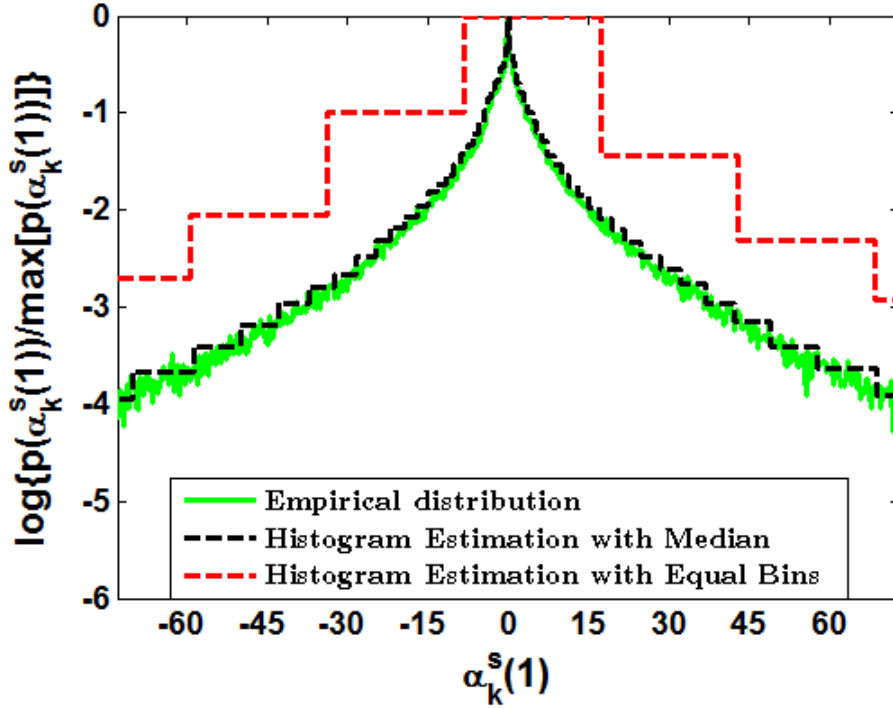 log{p(α_k^s(1))/max[p(α_k^s(1))]}
0
-1
-2
-3
-4
-5
-6
Empirical distribution
Histogram Estimation with Median
Histogram Estimation with Equal Bins
-60 -45 -30 -15 0 15 30 45 60
α_k^s(1)